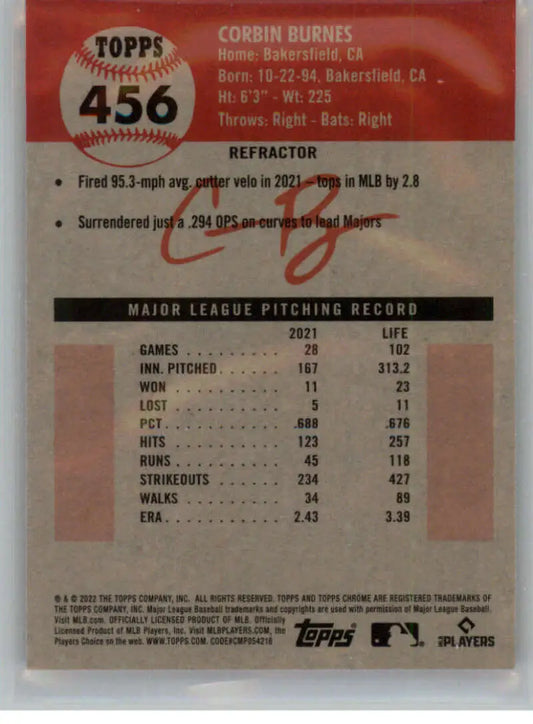 TOPPS
456
CORBIN BURNES
Home: Bakersfield, CA
Born: 10-22-94, Bakersfield, CA
Ht: 6'3" - Wt: 225
Throws: Right - Bats: Right
REFRACTOR
• Fired 95.3-mph avg. cutter velo in 2021 – tops in MLB by 2.8
• Surrendered just a .294 OPS on curves to lead Majors
MAJOR LEAGUE PITCHING RECORD
2021 LIFE
GAMES . . . . . . . . . 28 102
INN. PITCHED. . . . . . 167 313.2
WON . . . . . . . . . . 11 23
LOST . . . . . . . . . . 5 11
PCT. . . . . . . . . . . .688 .676
HITS . . . . . . . . . . 123 257
RUNS . . . . . . . . . . 45 118
STRIKEOUTS . . . . . . 234 427
WALKS . . . . . . . . . 34 89
ERA. . . . . . . . . . . 2.43 3.39
® & © 2022 THE TOPPS COMPANY, INC. ALL RIGHTS RESERVED. TOPPS AND TOPPS CHROME ARE REGISTERED TRADEMARKS OF
THE TOPPS COMPANY, INC. Major League Baseball trademarks and copyrights are used with permission of Major League Baseball.
Visit MLB.com. OFFICIALLY LICENSED PRODUCT OF MLB. Officially
Licensed Product of MLB Players, Inc. Visit MLBPLAYERS.COM, the
Players Choice on the web. WWW.TOPPS.COM. CODE#CMP054218
topps
MLB PLAYERS